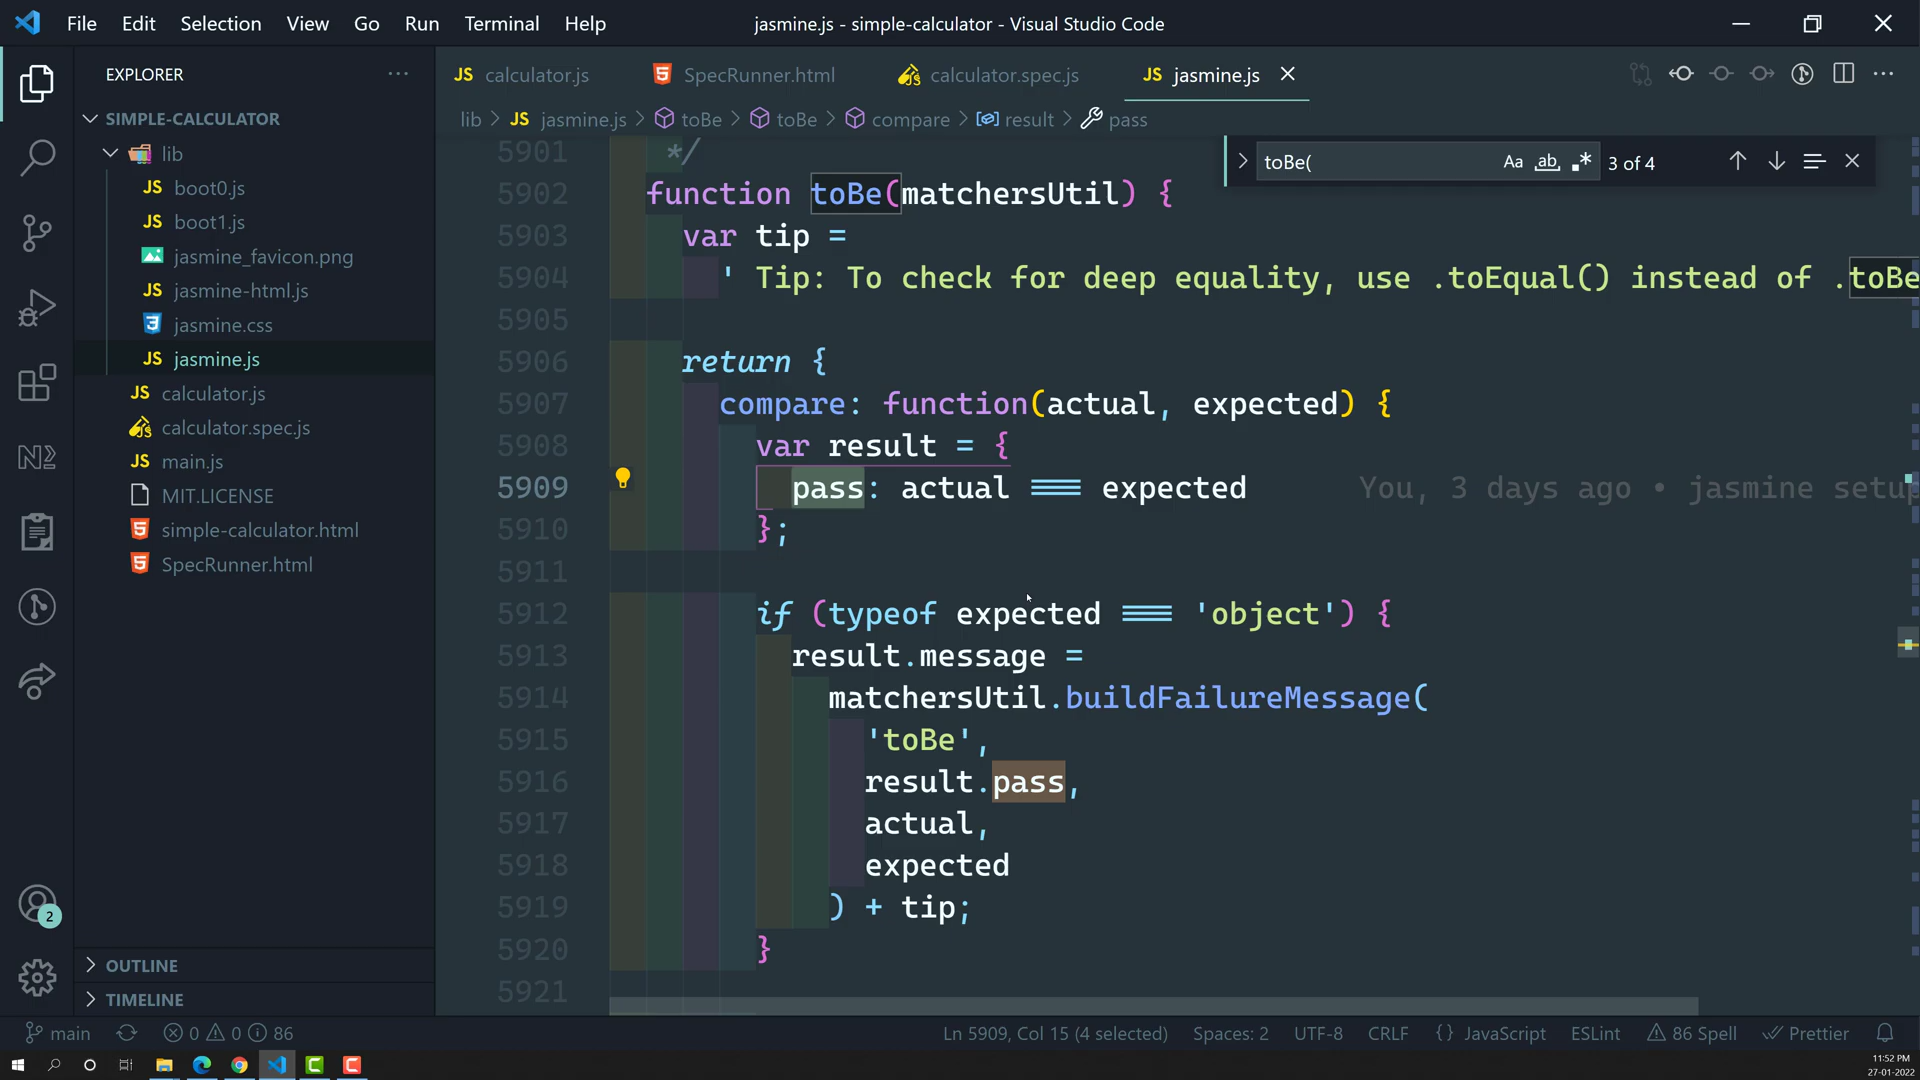 File Edit Selection View Go Run Terminal Help
jasmine.js - simple-calculator - Visual Studio Code
EXPLORER
SIMPLE-CALCULATOR
lib
JS boot0.js
JS boot1.js
jasmine_favicon.png
JS jasmine-html.js
jasmine.css
JS jasmine.js
JS calculator.js
calculator.spec.js
JS main.js
MIT.LICENSE
simple-calculator.html
SpecRunner.html
OUTLINE
TIMELINE
2
JS calculator.js SpecRunner.html calculator.spec.js JS jasmine.js
lib > JS jasmine.js > toBe > toBe > compare > result > pass
toBe( Aa ab .* 3 of 4
5901 */
5902 function toBe(matchersUtil) {
5903 var tip =
5904 ' Tip: To check for deep equality, use .toEqual() instead of .toBe
5905
5906 return {
5907 compare: function(actual, expected) {
5908 var result = {
5909 pass: actual === expected You, 3 days ago • jasmine setup
5910 };
5911
5912 if (typeof expected === 'object') {
5913 result.message =
5914 matchersUtil.buildFailureMessage(
5915 'toBe',
5916 result.pass,
5917 actual,
5918 expected
5919 ) + tip;
5920 }
5921
main 0 0 86 Ln 5909, Col 15 (4 selected) Spaces: 2 UTF-8 CRLF {} JavaScript ESLint 86 Spell Prettier
11:52 PM
27-01-2022